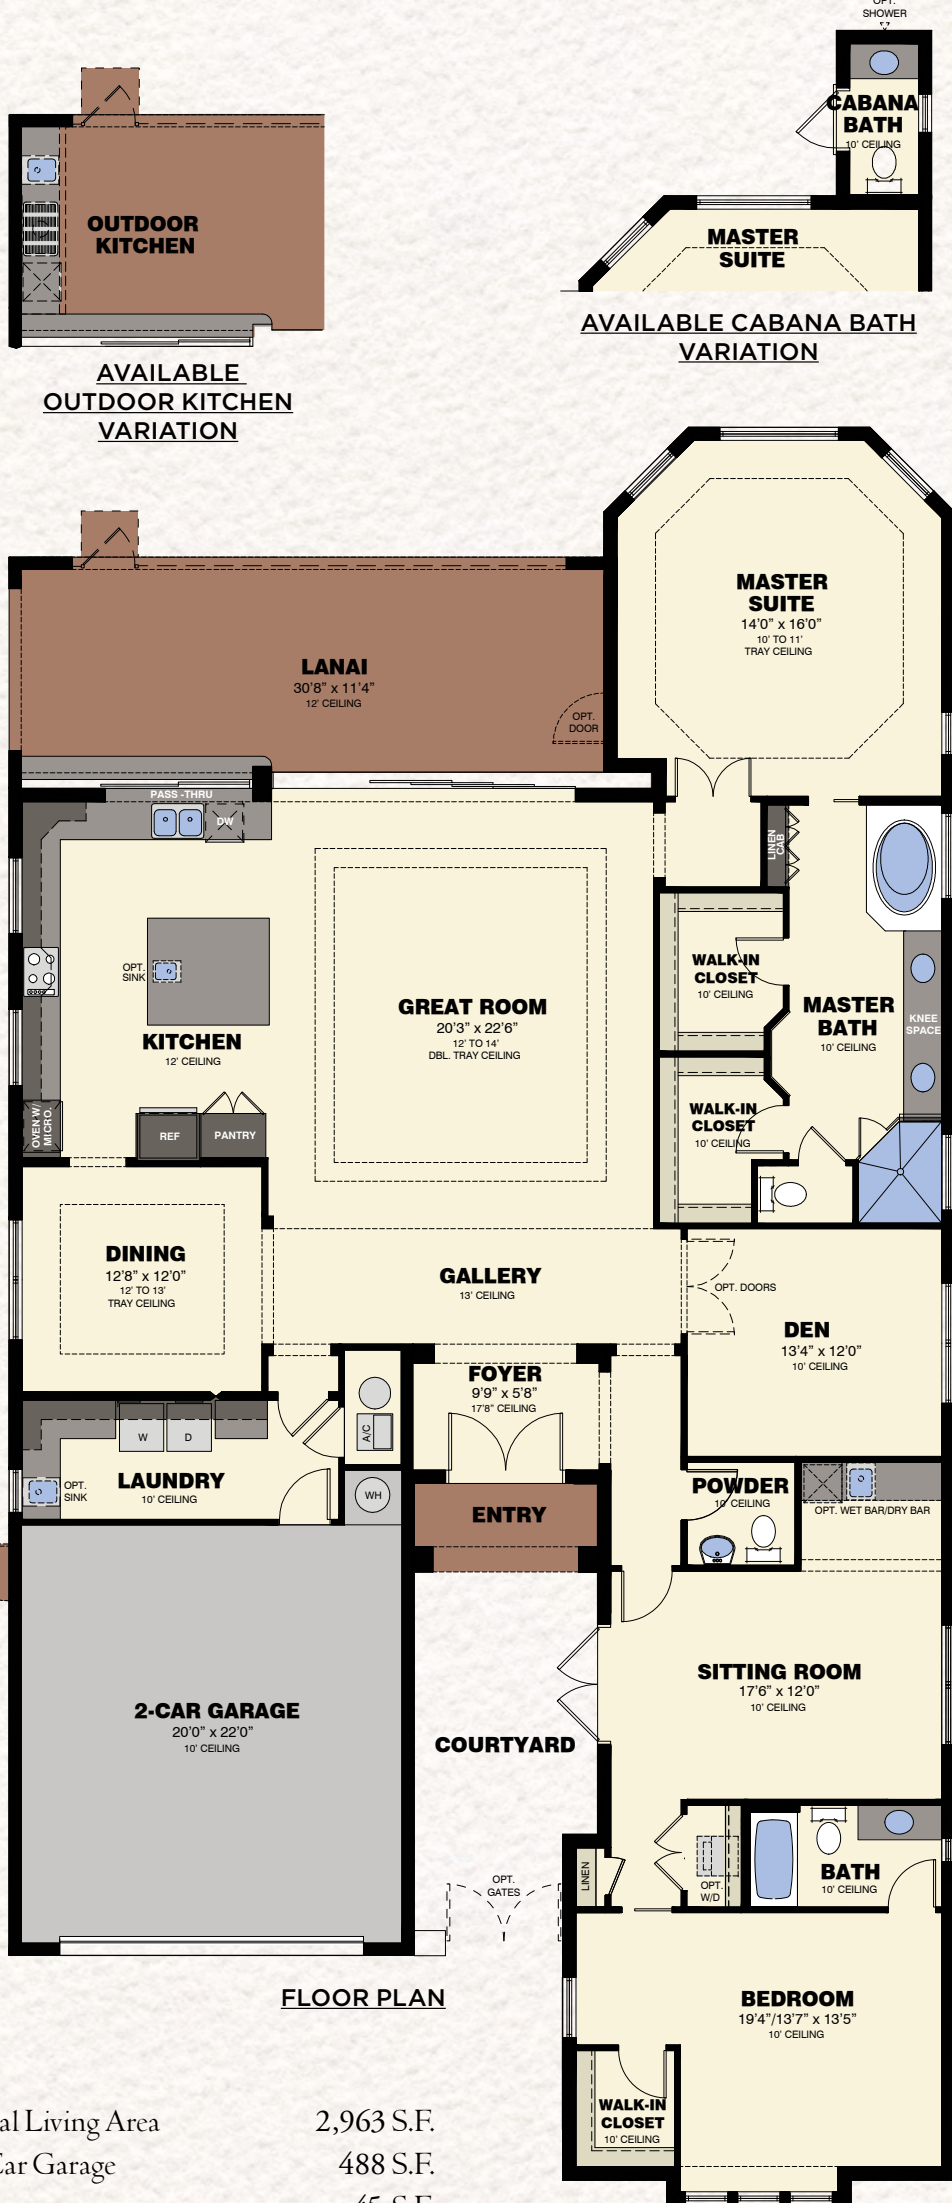 OPT.
SHOWER
CABANA
BATH
10' CEILING
MASTER
SUITE
AVAILABLE CABANA BATH
VARIATION
OUTDOOR
KITCHEN
AVAILABLE
OUTDOOR KITCHEN
VARIATION
MASTER
SUITE
14'0" x 16'0"
10' TO 11'
TRAY CEILING
LANAI
30'8" x 11'4"
12' CEILING
OPT.
DOOR
PASS -THRU
DW
LINEN
CAB
OPT.
SINK
KITCHEN
12' CEILING
GREAT ROOM
20'3" x 22'6"
12' TO 14'
DBL. TRAY CEILING
WALK-IN
CLOSET
10' CEILING
MASTER
BATH
10' CEILING
KNEE
SPACE
WALK-IN
CLOSET
10' CEILING
OVEN W/
MICRO.
REF
PANTRY
DINING
12'8" x 12'0"
12' TO 13'
TRAY CEILING
GALLERY
13' CEILING
OPT. DOORS
DEN
13'4" x 12'0"
10' CEILING
FOYER
9'9" x 5'8"
17'8" CEILING
A/C
W
D
LAUNDRY
10' CEILING
OPT.
SINK
WH
ENTRY
POWDER
10' CEILING
OPT. WET BAR/DRY BAR
2-CAR GARAGE
20'0" x 22'0"
10' CEILING
COURTYARD
SITTING ROOM
17'6" x 12'0"
10' CEILING
OPT.
GATES
LINEN
OPT.
W/D
BATH
10' CEILING
BEDROOM
19'4"/13'7" x 13'5"
10' CEILING
WALK-IN
CLOSET
10' CEILING
FLOOR PLAN
al Living Area 2,963 S.F.
Car Garage 488 S.F.
65 S.F.